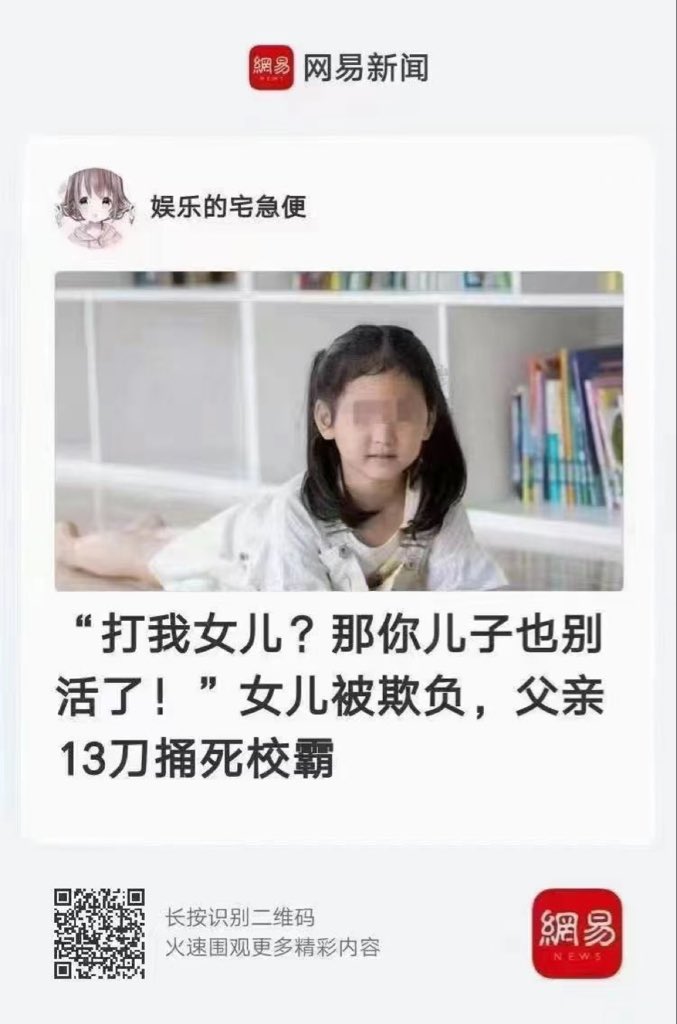 網易
NEWS
网易新闻
娱乐的宅急便
“打我女儿？那你儿子也别
活了！”女儿被欺负，父亲
13刀捅死校霸
长按识别二维码
火速围观更多精彩内容
網易
NEWS